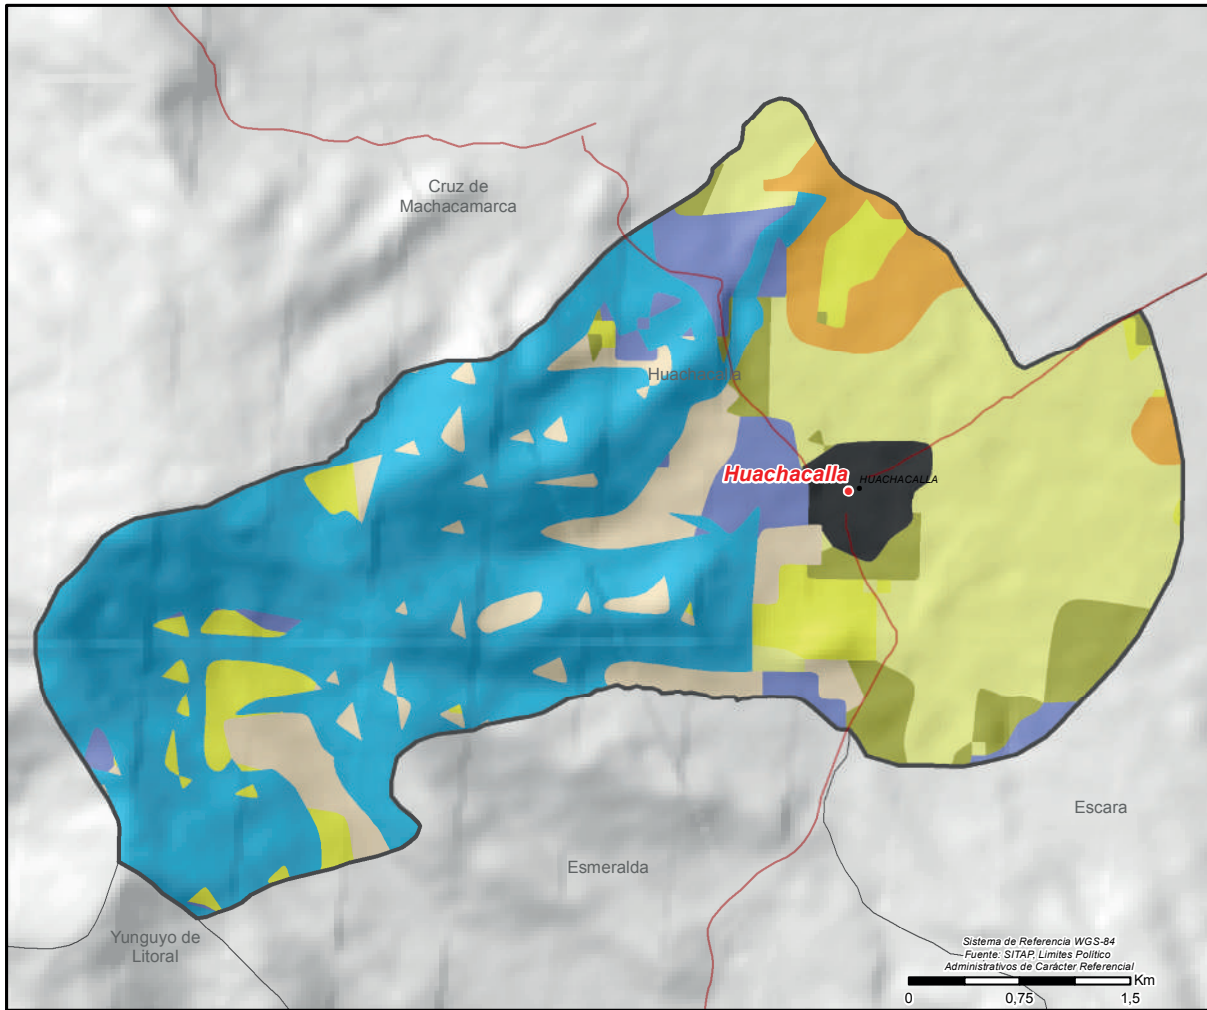 Cruz de
Machacamarca
Huachacalla
Huachacalla
HUACHACALLA
Escara
Esmeralda
Yunguyo de
Litoral
Sistema de Referencia WGS-84
Fuente: SITAP, Limites Político
Administrativos de Carácter Referencial
Km
0 0,75 1,5